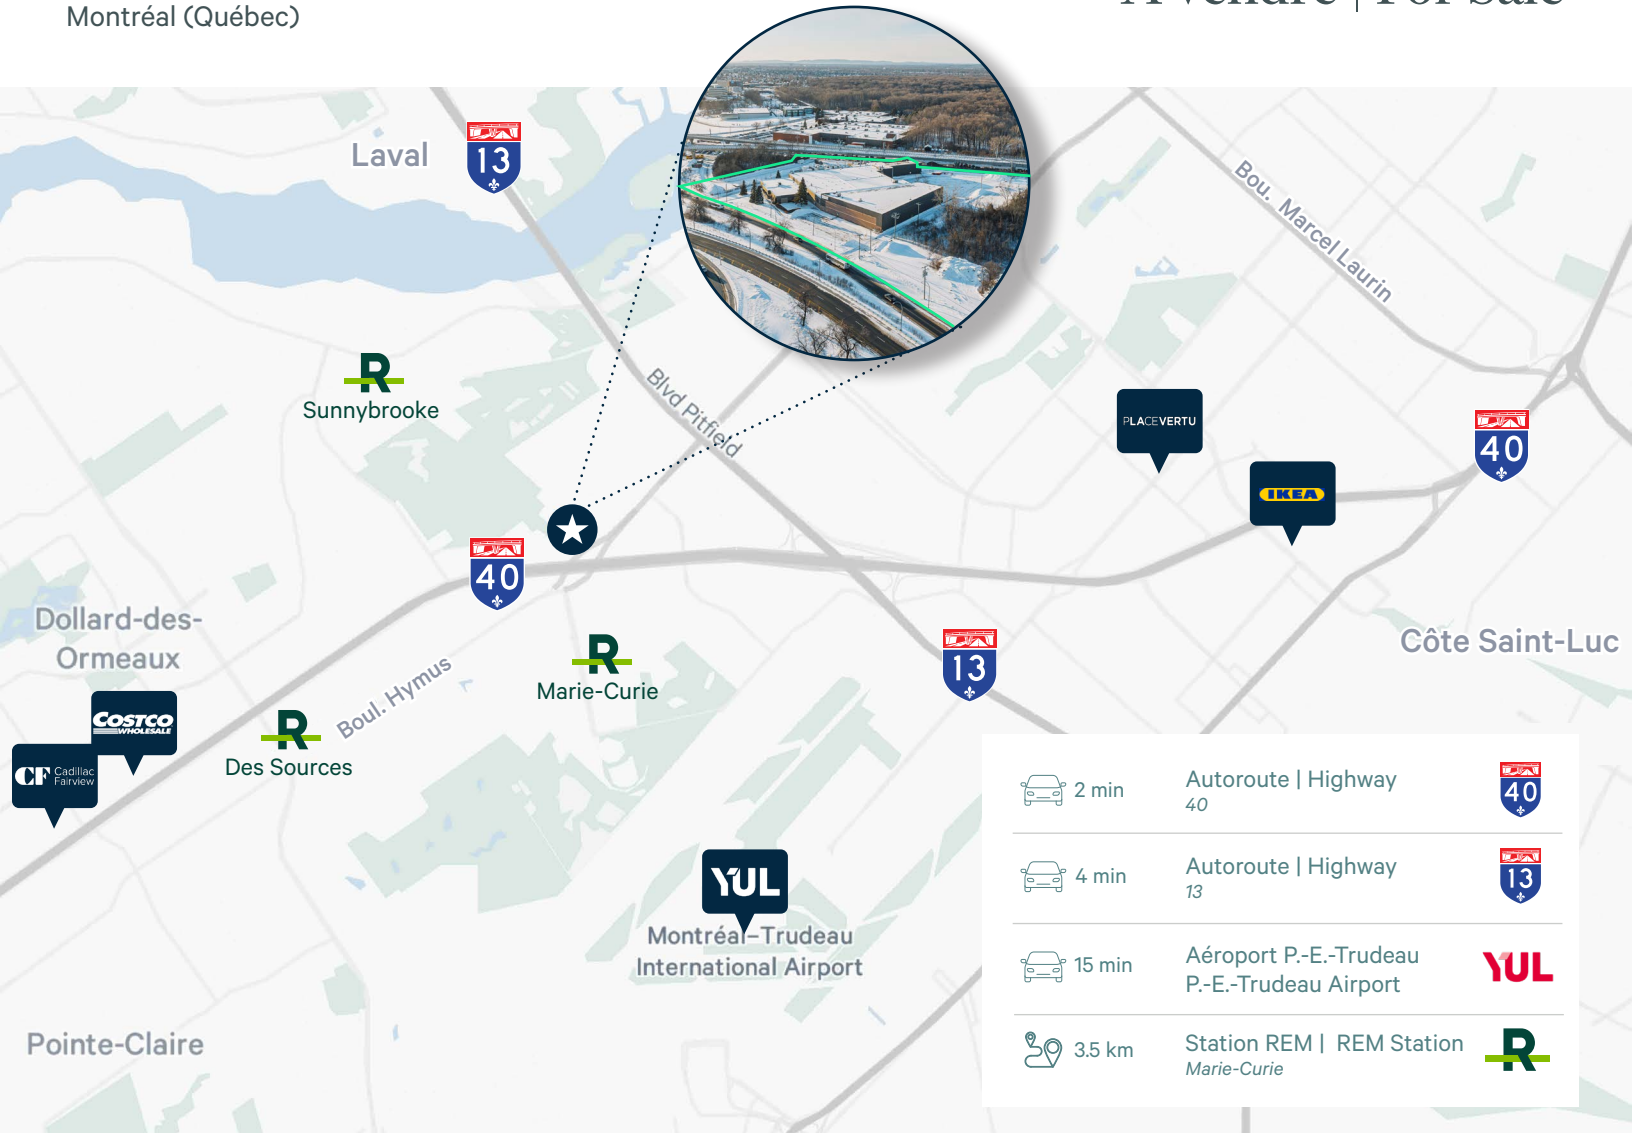 Montréal (Québec)
À vendre | For Sale
Laval
13
Bou. Marcel Laurin
Sunnybrooke
Blvd Pitfield
PLACEVERTU
40
IKEA
40
Dollard-des-
Ormeaux
Côte Saint-Luc
13
Marie-Curie
Boul. Hymus
COSTCO
WHOLESALE
Des Sources
CF Cadillac
Fairview
YUL
Montréal–Trudeau
International Airport
Pointe-Claire
2 min
Autoroute | Highway
40
40
4 min
Autoroute | Highway
13
13
15 min
Aéroport P.-E.-Trudeau
P.-E.-Trudeau Airport
YUL
3.5 km
Station REM | REM Station
Marie-Curie
R